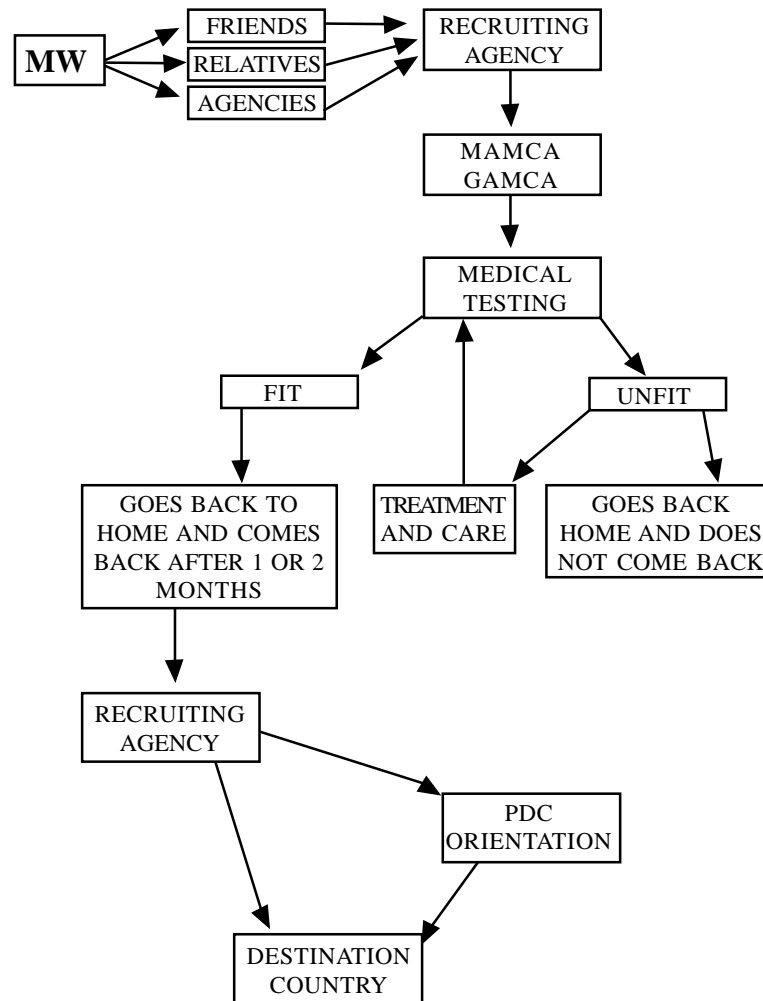 MW
FRIENDS
RELATIVES
AGENCIES
RECRUITING
AGENCY
MAMCA
GAMCA
MEDICAL
TESTING
FIT
UNFIT
GOES BACK TO
HOME AND COMES
BACK AFTER 1 OR 2
MONTHS
TREATMENT
AND CARE
GOES BACK
HOME AND DOES
NOT COME BACK
RECRUITING
AGENCY
PDC
ORIENTATION
DESTINATION
COUNTRY